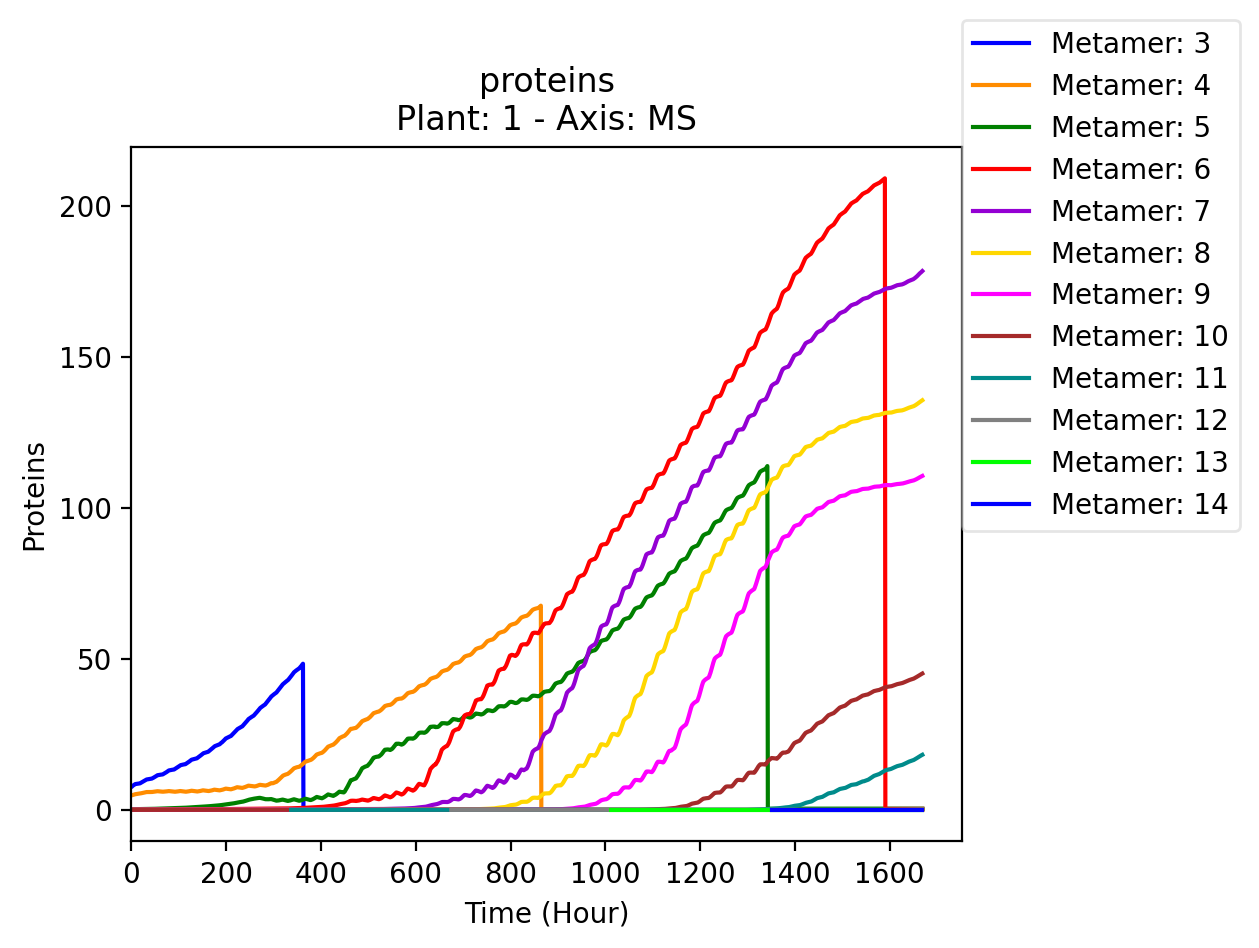 proteins
Plant: 1 - Axis: MS
Metamer: 3
Metamer: 4
Metamer: 5
Metamer: 6
Metamer: 7
Metamer: 8
Metamer: 9
Metamer: 10
Metamer: 11
Metamer: 12
Metamer: 13
Metamer: 14
Proteins
200
150
100
50
0
0 200 400 600 800 1000 1200 1400 1600
Time (Hour)